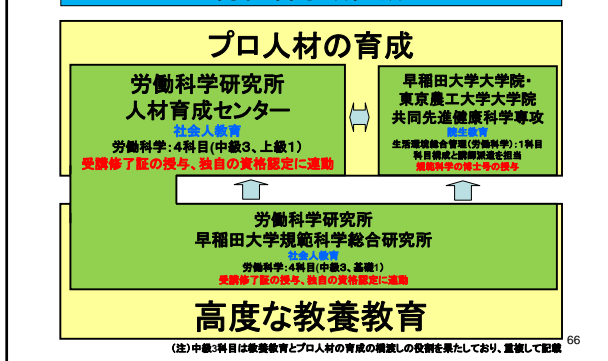 プロ人材の育成
労働科学研究所
人材育成センター
社会人教育
労働科学:4科目(中級3、上級1)
受講修了証の授与、独自の資格認定に連動
早稲田大学大学院・
東京農工大学大学院
共同先進健康科学専攻
院生教育
生活環境総合管理(労働科学):1科目
科目構成と講師派遣を担当
規範科学の博士号の授与
労働科学研究所
早稲田大学規範科学総合研究所
社会人教育
労働科学:4科目(中級3、基礎1)
受講修了証の授与、独自の資格認定に連動
高度な教養教育
(注)中級3科目は教養教育とプロ人材の育成の橋渡しの役割を果たしており、重複して記載
66